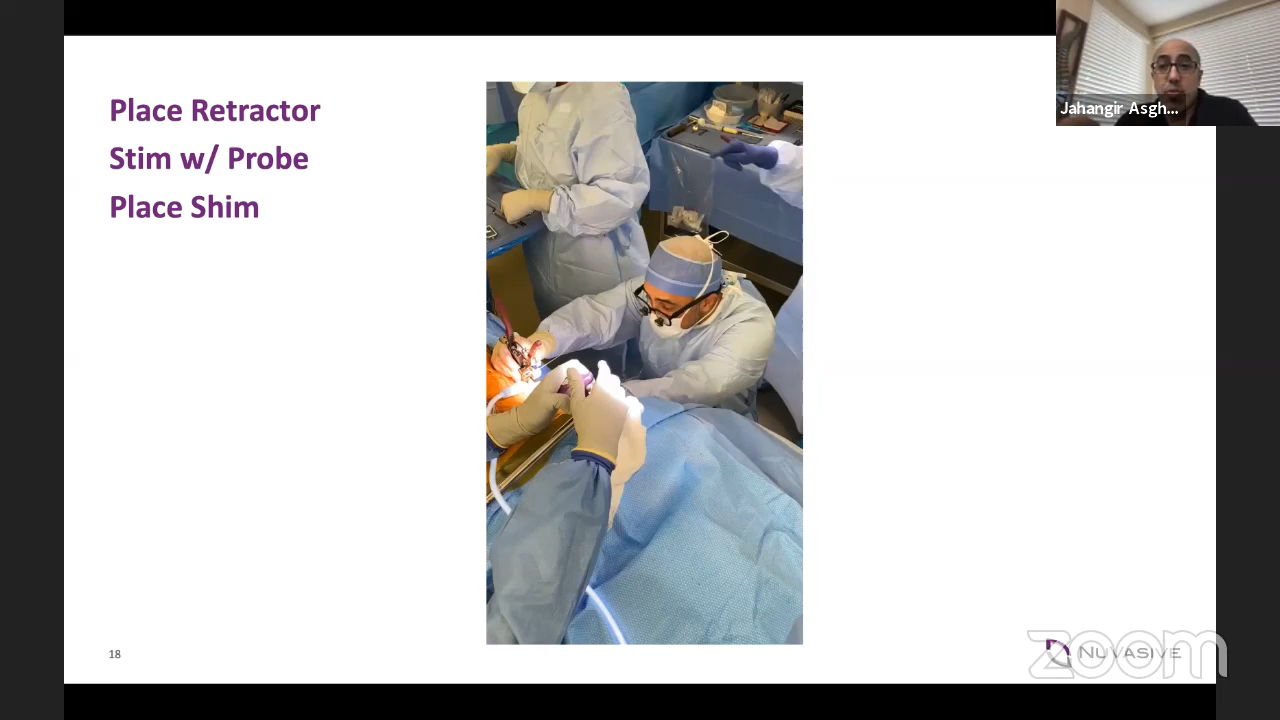 Place Retractor
Stim w/ Probe
Place Shim
Jahangir Asgh...
18
NUVASIVE
zoom